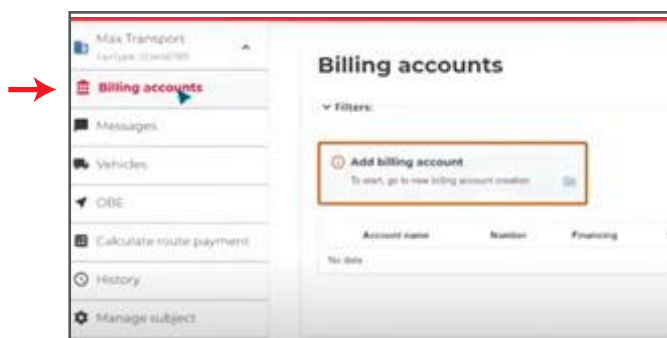 Max Transport
Billing accounts
Messages
Vehicles
OBE
Calculate route payment
History
Manage subject
Billing accounts
Filters:
Add billing account
To start, go to new billing account creation
Go
Account name Number Financing
No data